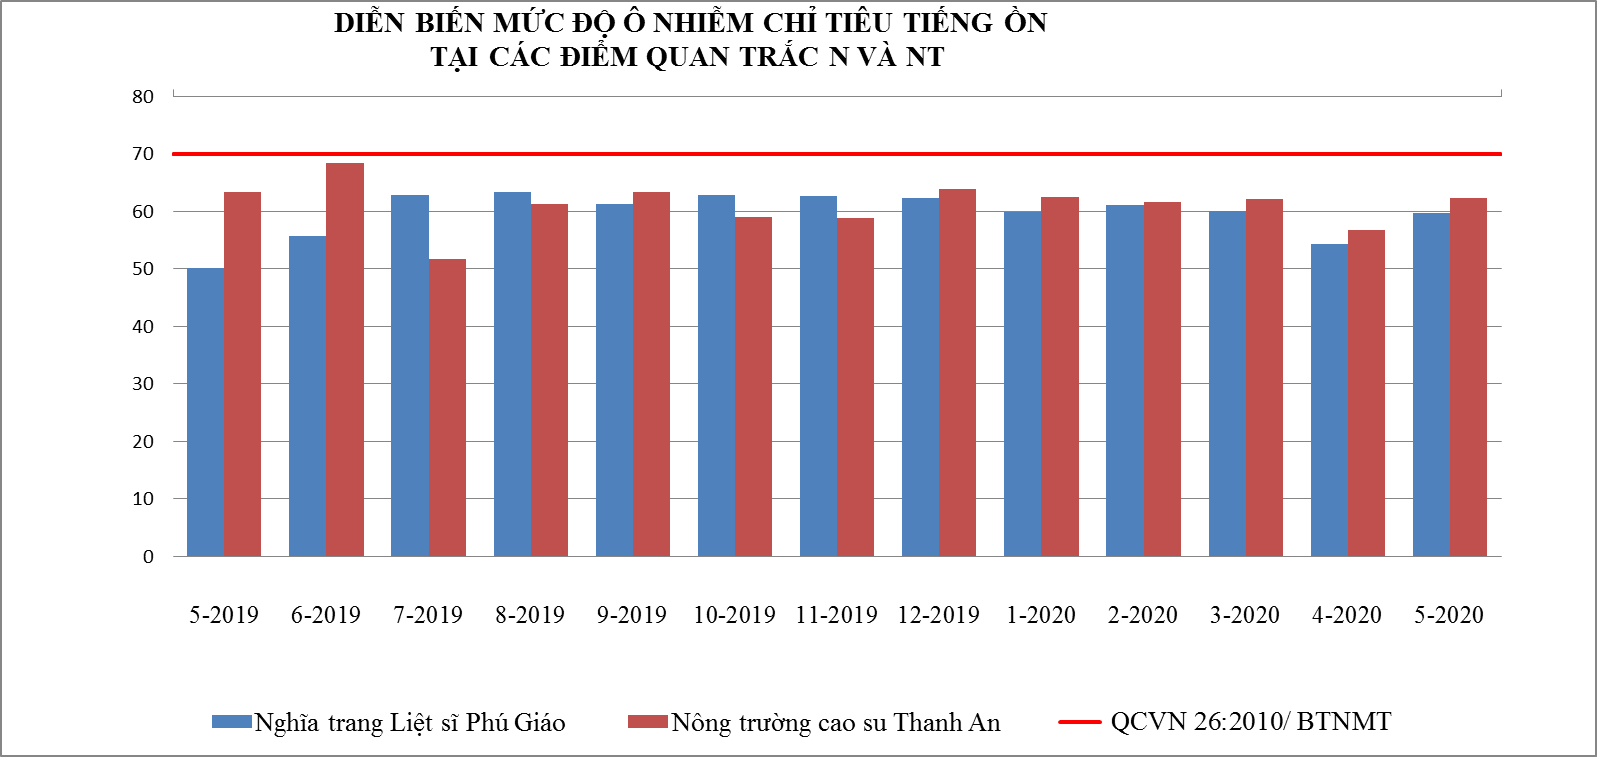 DIỄN BIẾN MỨC ĐỘ Ô NHIỄM CHỈ TIÊU TIẾNG ỒN
TẠI CÁC ĐIỂM QUAN TRẮC N VÀ NT
80
70
60
50
40
30
20
10
0
5-2019 6-2019 7-2019 8-2019 9-2019 10-2019 11-2019 12-2019 1-2020 2-2020 3-2020 4-2020 5-2020
Nghĩa trang Liệt sĩ Phú Giáo Nông trường cao su Thanh An QCVN 26:2010/ BTNMT